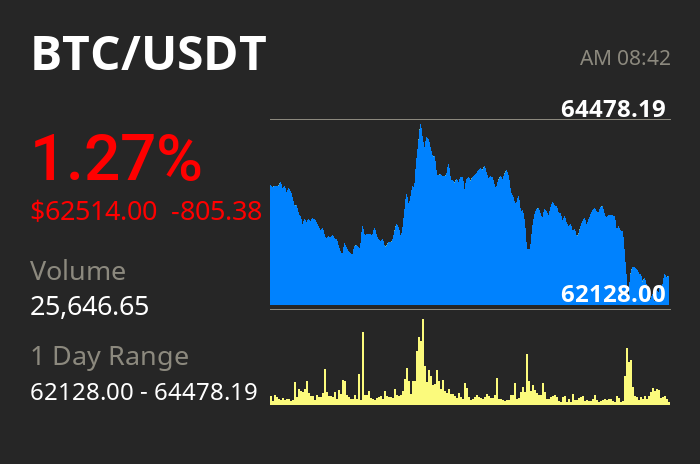 BTC/USDT
AM 08:42
64478.19
1.27%
$62514.00 -805.38
Volume
25,646.65
62128.00
1 Day Range
62128.00 - 64478.19